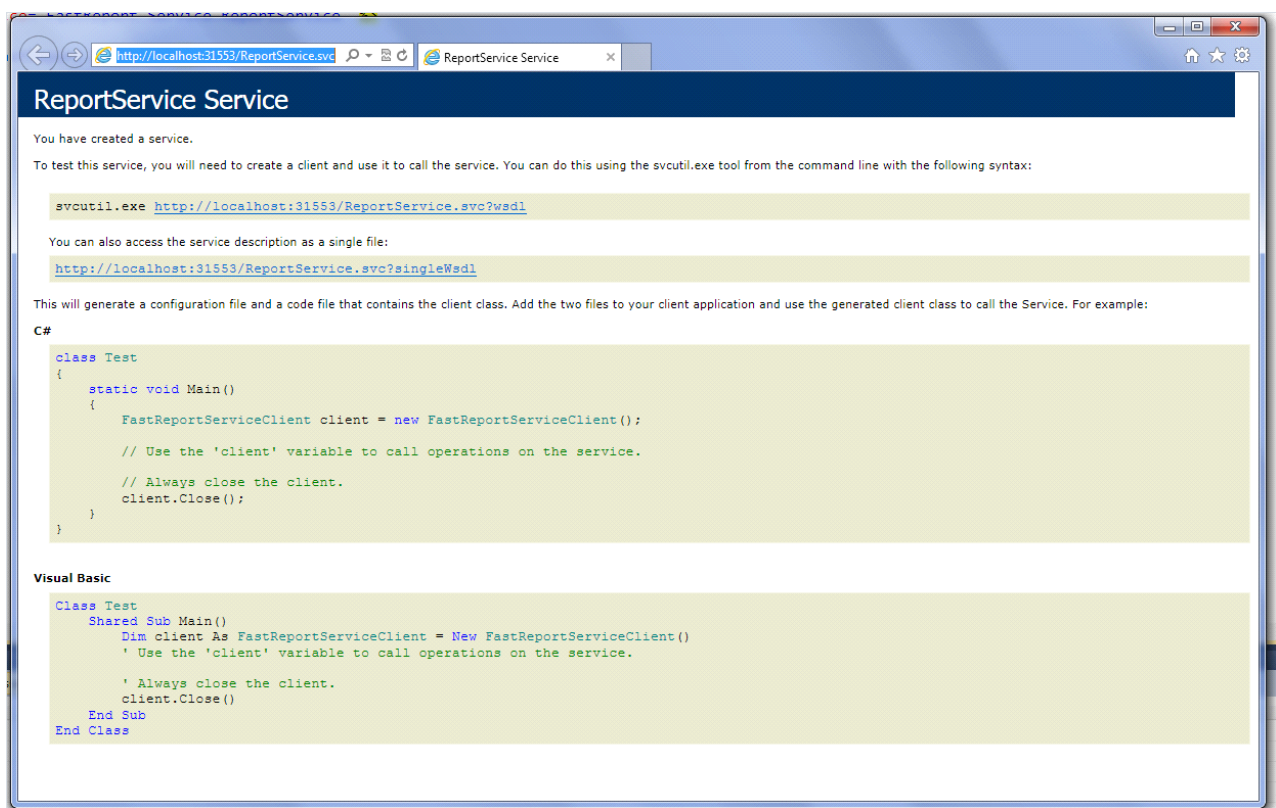 http://localhost:31553/ReportService.svc
ReportService Service
ReportService Service
You have created a service.
To test this service, you will need to create a client and use it to call the service. You can do this using the svcutil.exe tool from the command line with the following syntax:
svcutil.exe http://localhost:31553/ReportService.svc?wsdl
You can also access the service description as a single file:
http://localhost:31553/ReportService.svc?singleWsdl
This will generate a configuration file and a code file that contains the client class. Add the two files to your client application and use the generated client class to call the Service. For example:
C#
class Test
{
    static void Main()
    {
        FastReportServiceClient client = new FastReportServiceClient();
        // Use the 'client' variable to call operations on the service.
        // Always close the client.
        client.Close();
    }
}
Visual Basic
Class Test
    Shared Sub Main()
        Dim client As FastReportServiceClient = New FastReportServiceClient()
        ' Use the 'client' variable to call operations on the service.
        ' Always close the client.
        client.Close()
    End Sub
End Class